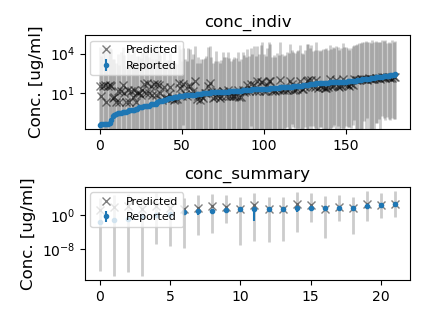 conc_indiv
Conc. [ug/ml]
10⁴
10¹
Predicted
Reported
0 50 100 150
conc_summary
Conc. [ug/ml]
10⁰
10⁻⁸
Predicted
Reported
0 5 10 15 20